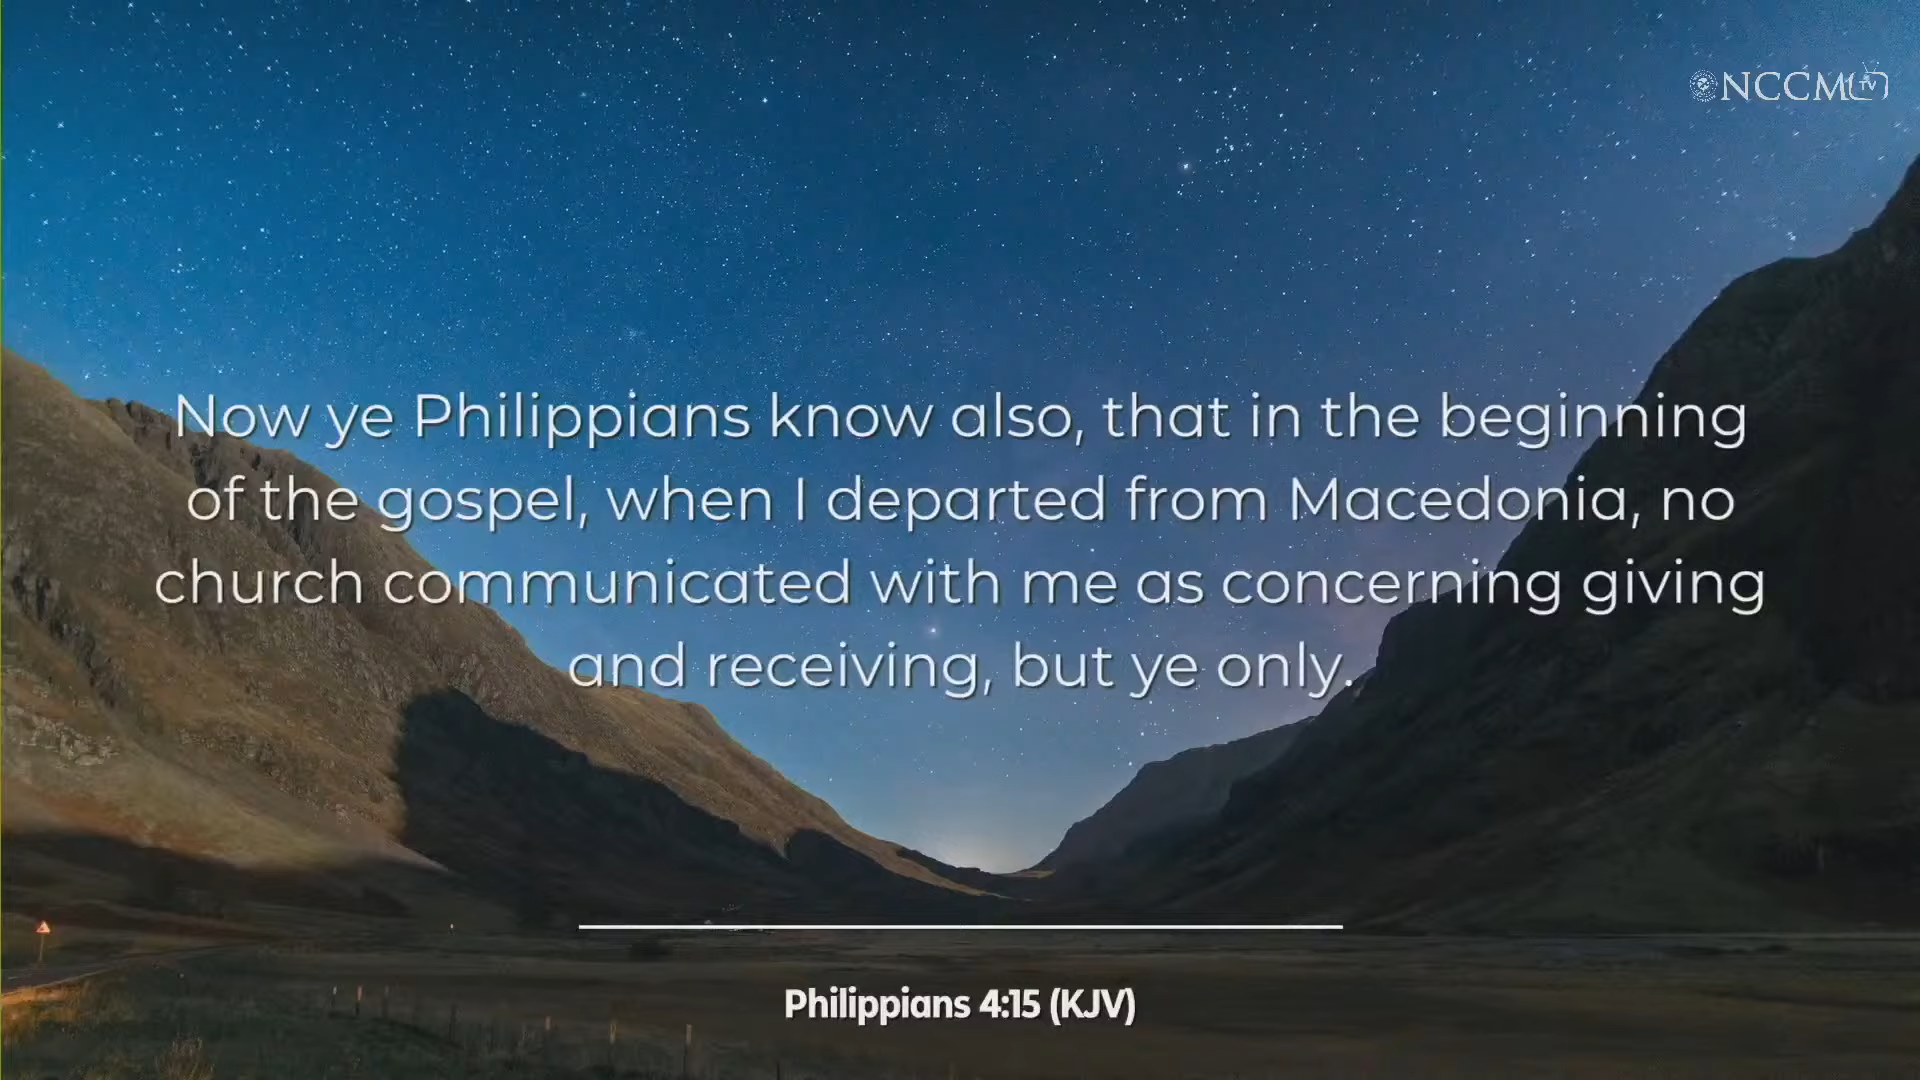 NCCM TV
Now ye Philippians know also, that in the beginning
of the gospel, when I departed from Macedonia, no
church communicated with me as concerning giving
and receiving, but ye only.
Philippians 4:15 (KJV)